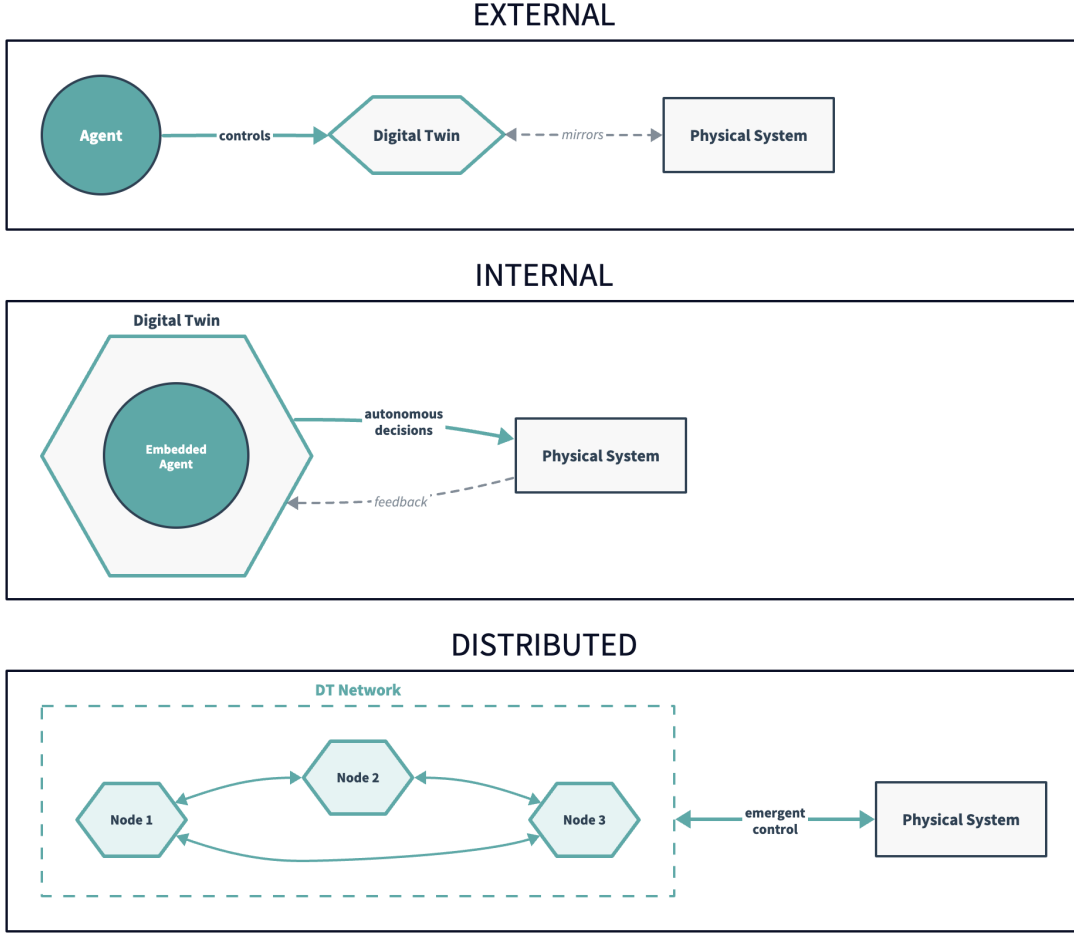 EXTERNAL
Agent
controls
Digital Twin
mirrors
Physical System
INTERNAL
Digital Twin
Embedded
Agent
autonomous
decisions
feedback
Physical System
DISTRIBUTED
DT Network
Node 1
Node 2
Node 3
emergent
control
Physical System